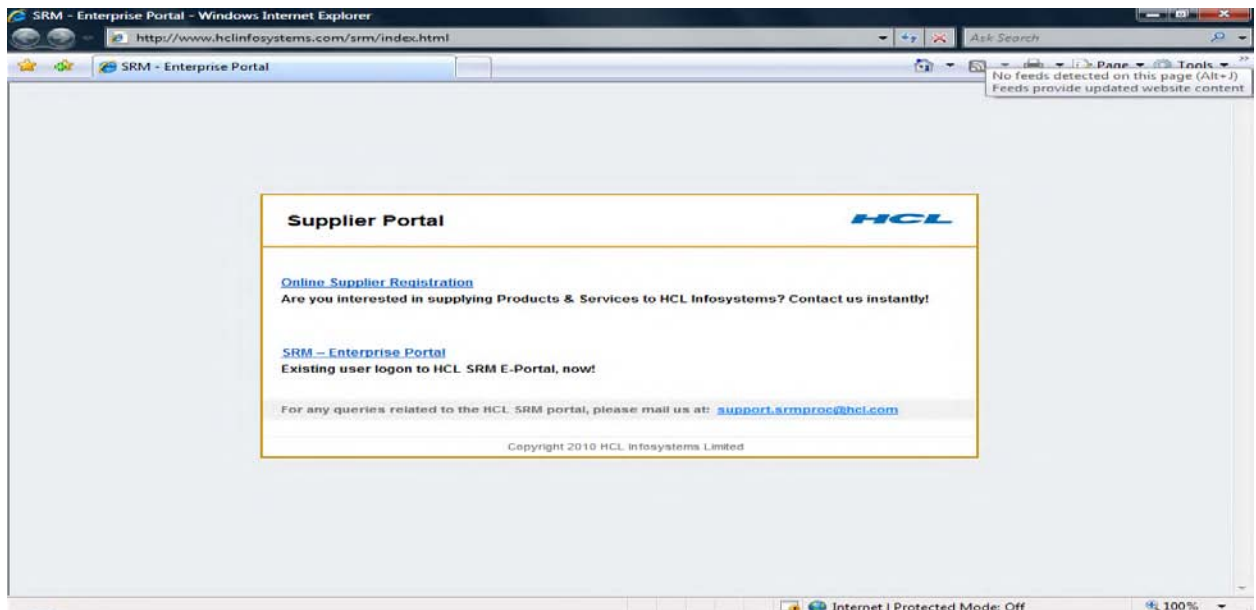 SRM - Enterprise Portal - Windows Internet Explorer
http://www.hclinfosystems.com/srm/index.html
Ask Search
SRM - Enterprise Portal
Page
Tools
No feeds detected on this page (Alt+J)
Feeds provide updated website content
Supplier Portal
HCL
Online Supplier Registration
Are you interested in supplying Products & Services to HCL Infosystems? Contact us instantly!
SRM – Enterprise Portal
Existing user logon to HCL SRM E-Portal, now!
For any queries related to the HCL SRM portal, please mail us at: support.srmproc@hcl.com
Copyright 2010 HCL Infosystems Limited
Internet | Protected Mode: Off
100%